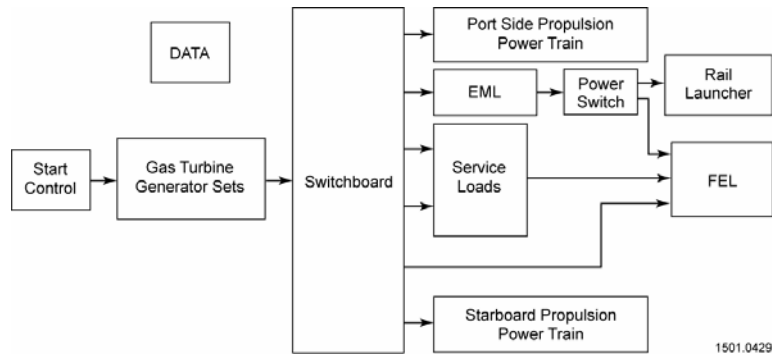 DATA
Start
Control
Gas Turbine
Generator Sets
Switchboard
Port Side Propulsion
Power Train
EML
Power
Switch
Rail
Launcher
Service
Loads
FEL
Starboard Propulsion
Power Train
1501.0429